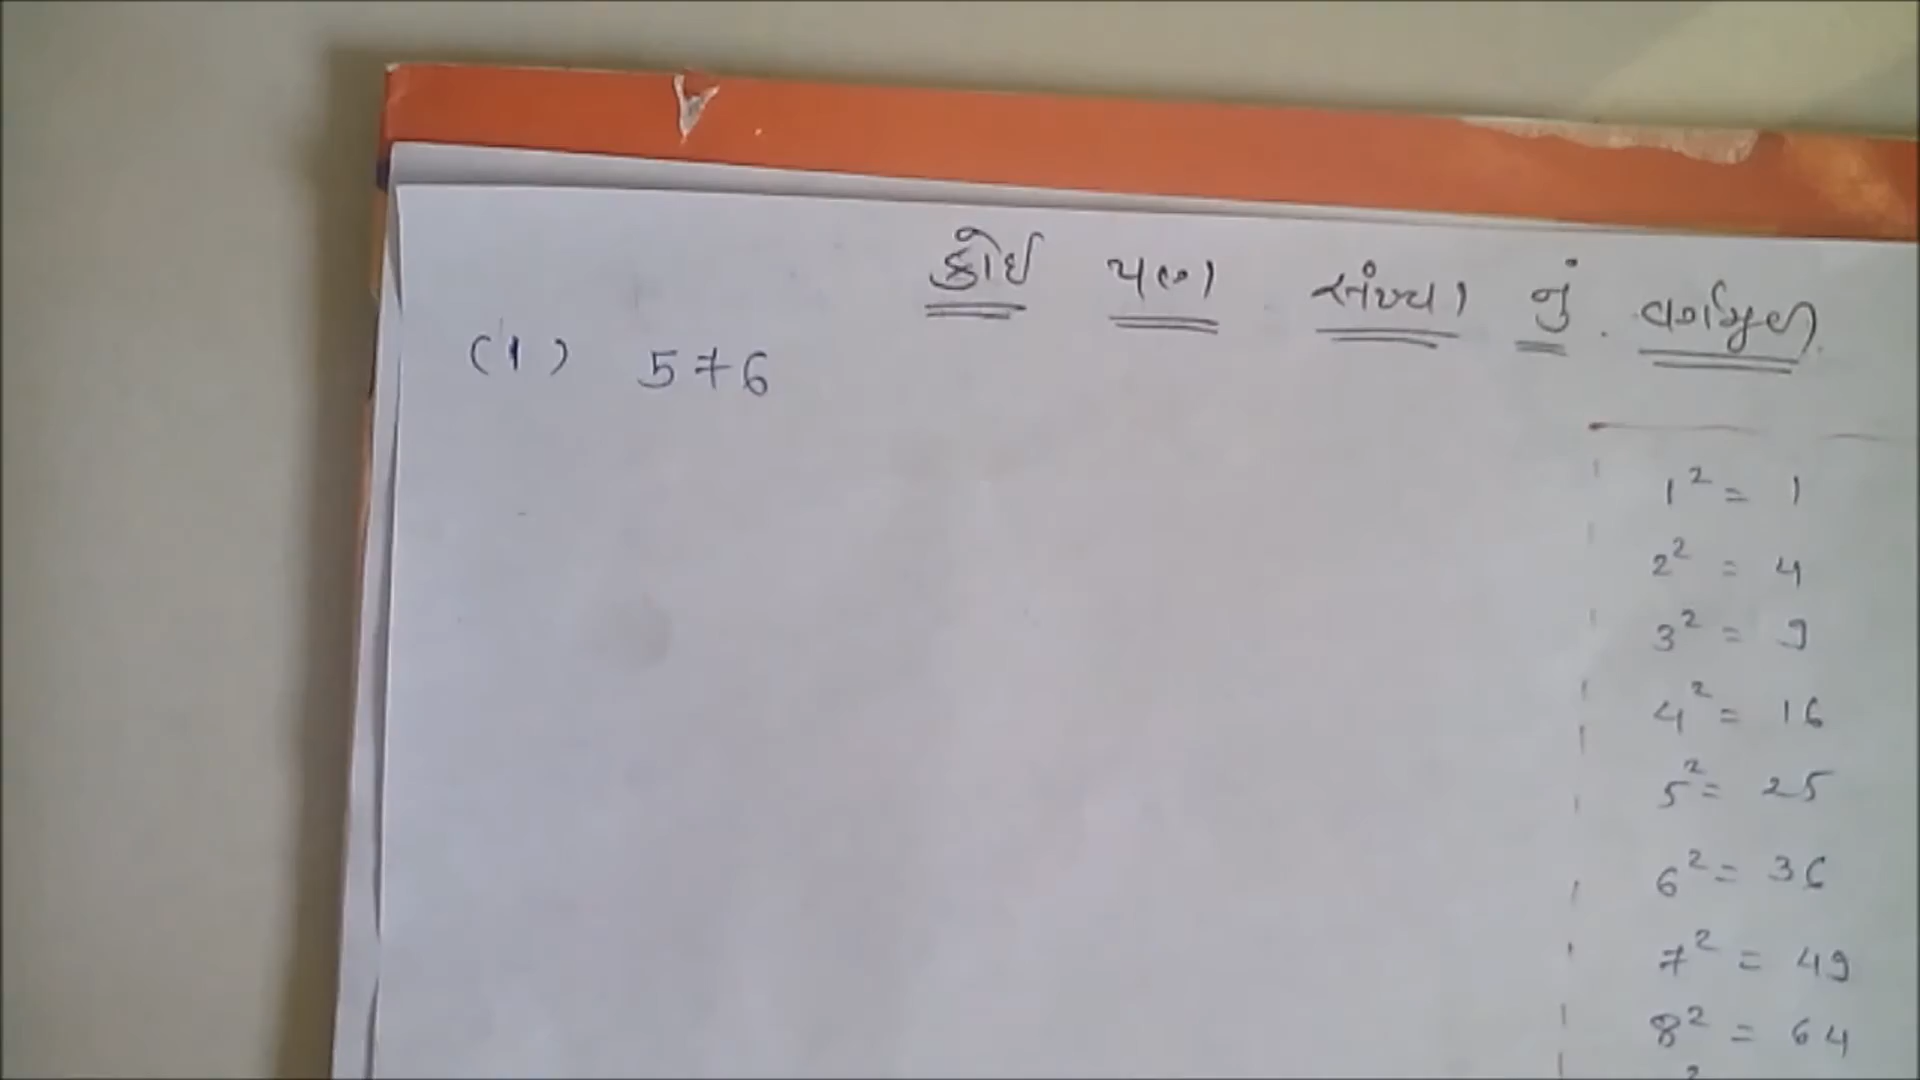 કોઈ પણ સંખ્યા નું વર્ગમુળ
(1) 576
1² = 1
2² = 4
3² = 9
4² = 16
5² = 25
6² = 36
7² = 49
8² = 64